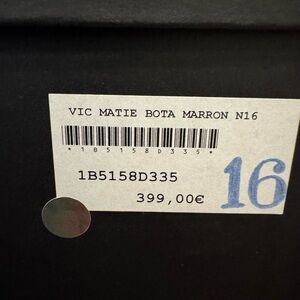 VIC MATIE BOTA MARRON N16
*1B5158D335*
1B5158D335
399,00€
16